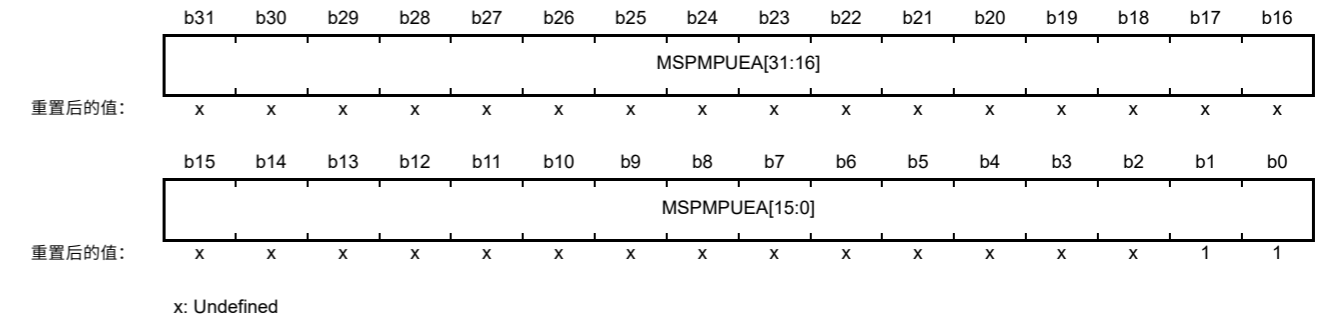 b31 b30 b29 b28 b27 b26 b25 b24 b23 b22 b21 b20 b19 b18 b17 b16
MSPMPUEA[31:16]
重置后的值： x x x x x x x x x x x x x x x x
b15 b14 b13 b12 b11 b10 b9 b8 b7 b6 b5 b4 b3 b2 b1 b0
MSPMPUEA[15:0]
重置后的值： x x x x x x x x x x x x x x 1 1
x: Undefined